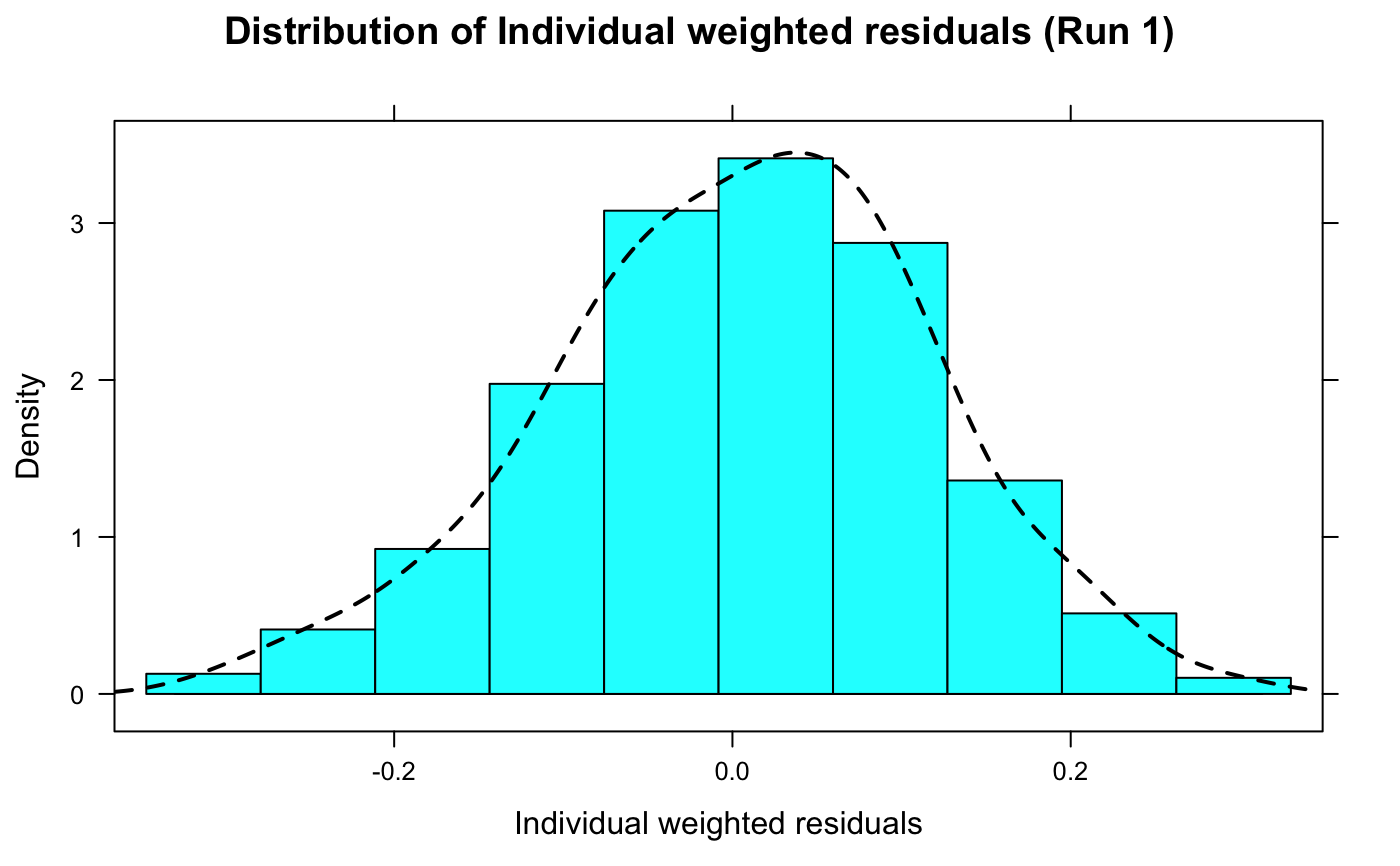 Distribution of Individual weighted residuals (Run 1)
3
2
1
0
Density
-0.2 0.0 0.2
Individual weighted residuals